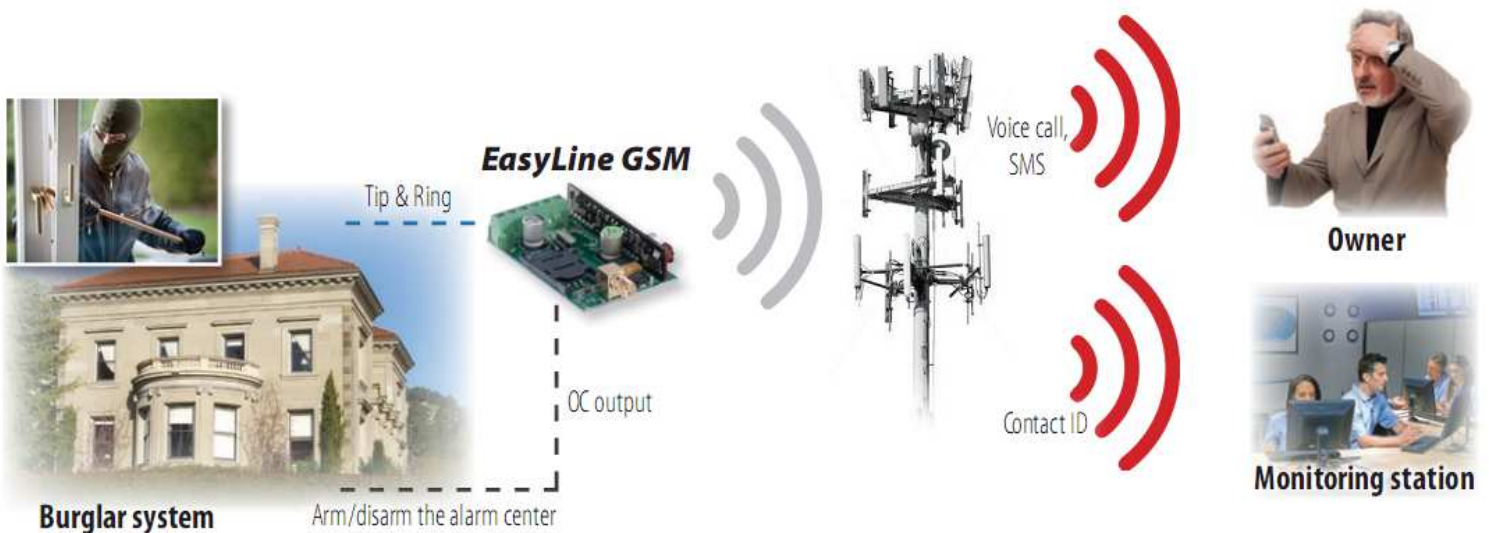 EasyLine GSM
Tip & Ring
Voice call,
SMS
Owner
OC output
Contact ID
Monitoring station
Burglar system
Arm/disarm the alarm center